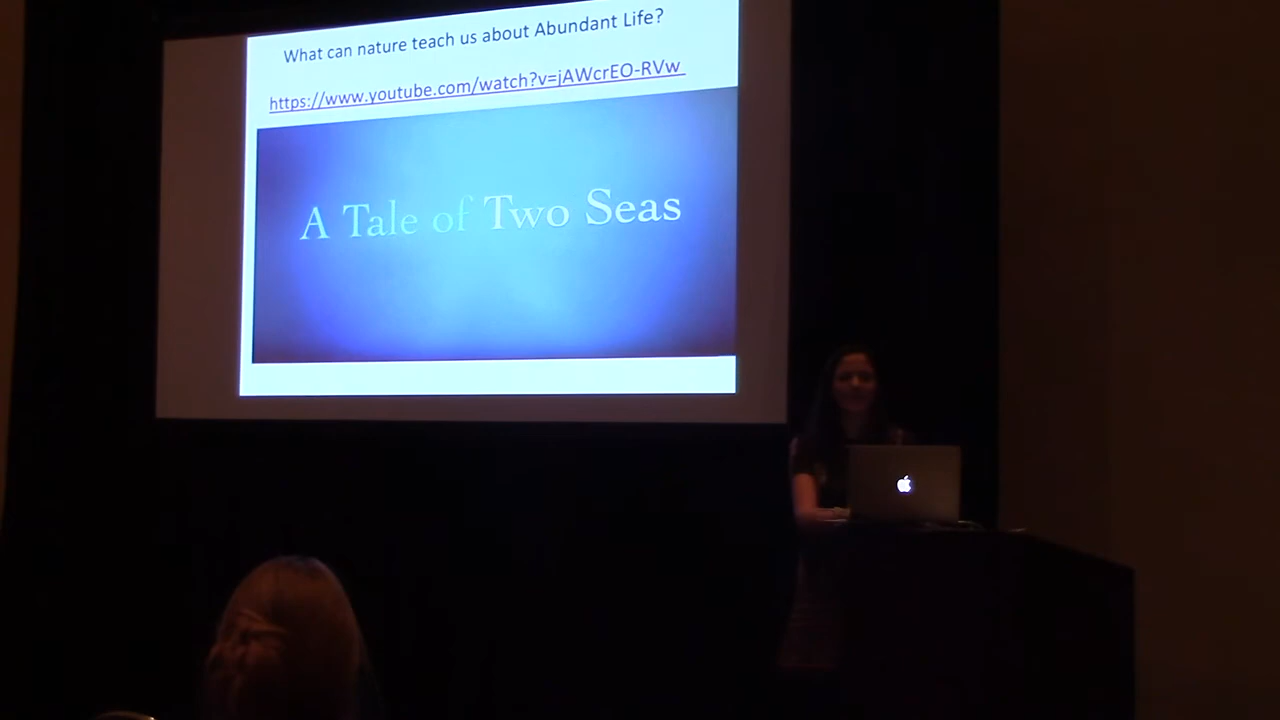 What can nature teach us about Abundant Life?
https://www.youtube.com/watch?v=jAWcrEO-RVw
A Tale of Two Seas